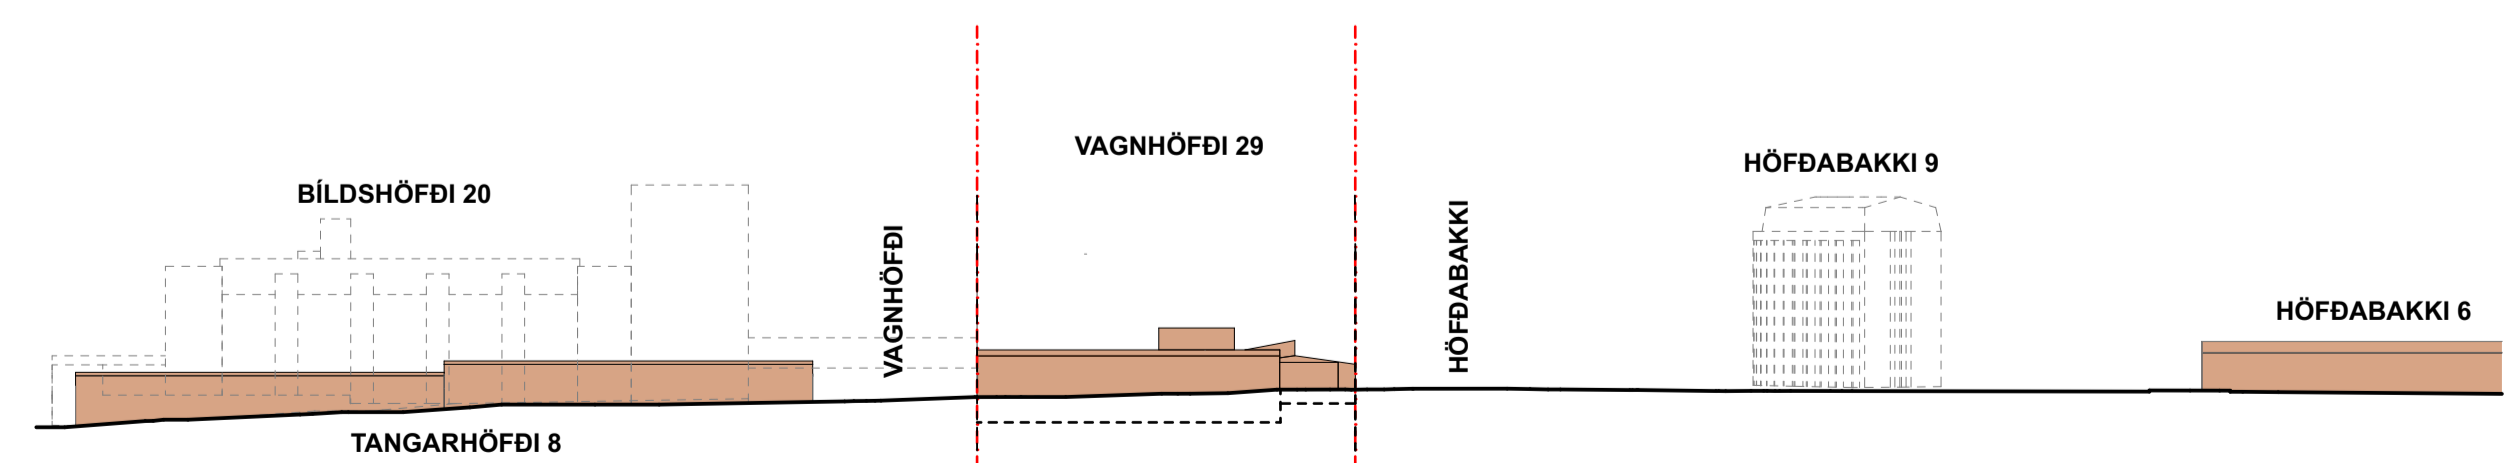 BÍLDSHÖFÐI 20
TANGARHÖFÐI 8
VAGNHÖFÐI
VAGNHÖFÐI 29
HÖFÐABAKKI
HÖFÐABAKKI 9
HÖFÐABAKKI 6